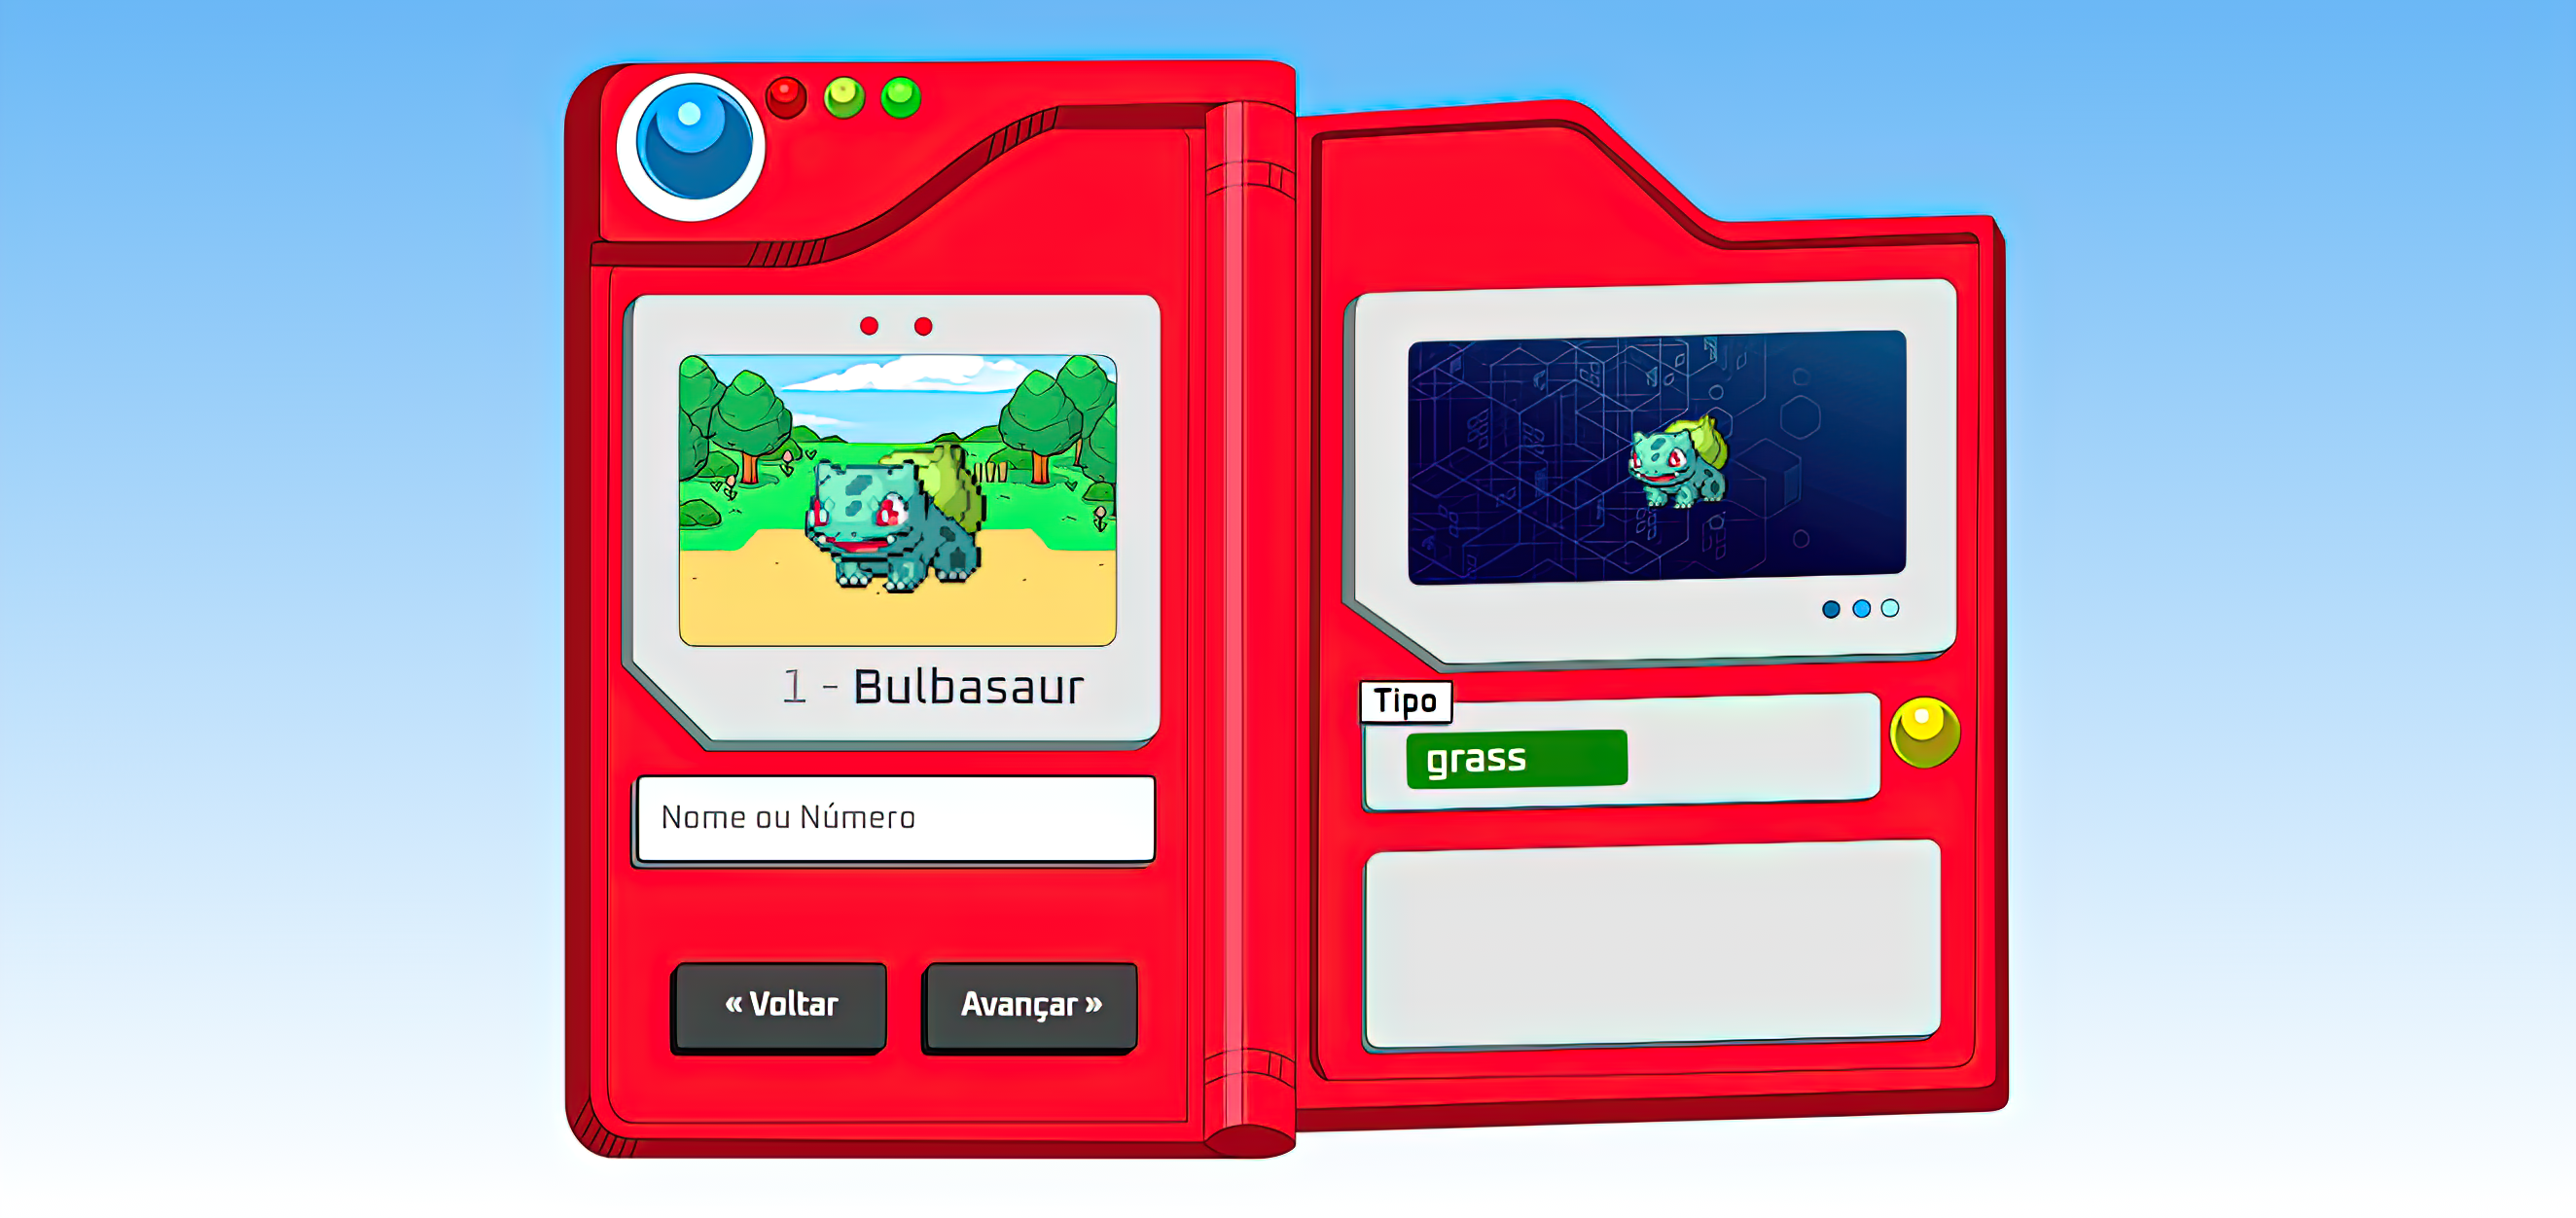 1 - Bulbasaur
Nome ou Número
« Voltar
Avançar »
Tipo
grass